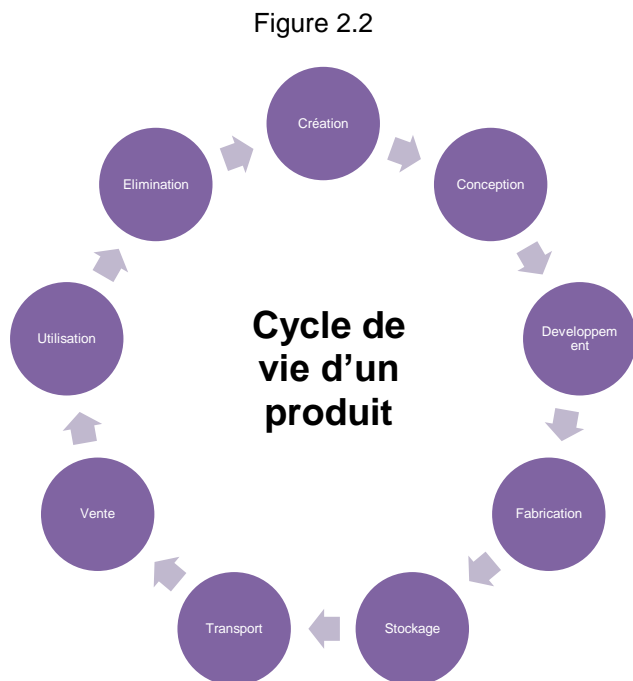 Figure 2.2
Création
Conception
Developpem
ent
Fabrication
Stockage
Transport
Vente
Utilisation
Elimination
Cycle de
vie d’un
produit